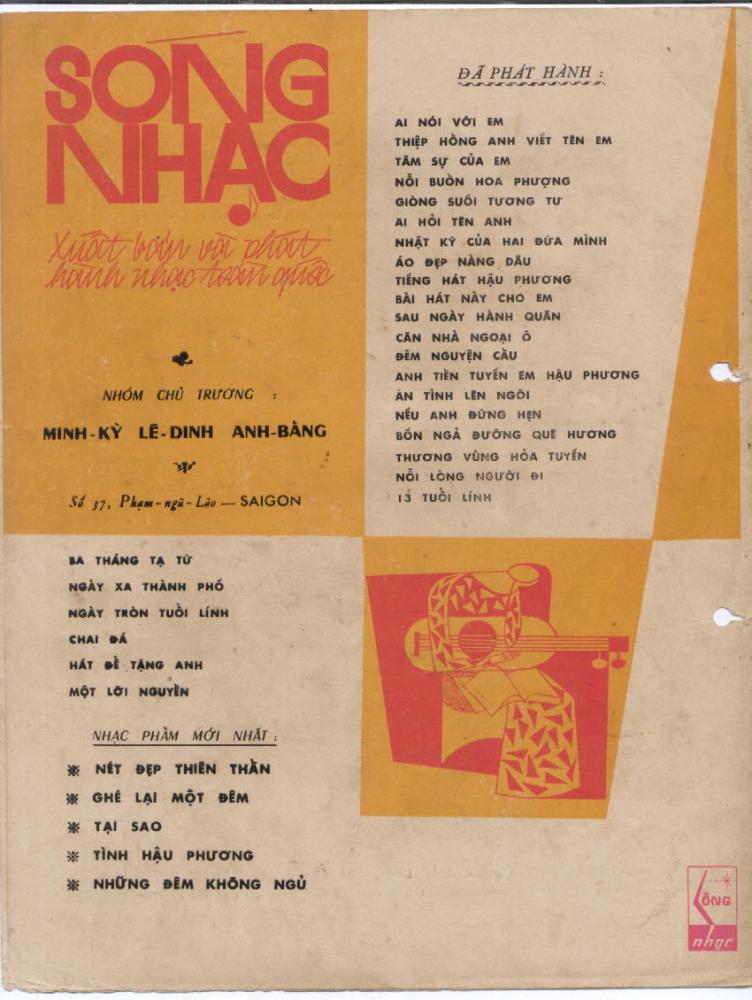 SÓNG
NHẠC
Xuất bản và phát
hành nhạc toàn quốc
NHÓM CHỦ TRƯƠNG :
MINH-KỲ LÊ-DINH ANH-BẰNG
Số 37, Phạm-ngũ-Lão — SAIGON
ĐÃ PHÁT HÀNH :
AI NÓI VỚI EM
THIỆP HỒNG ANH VIẾT TÊN EM
TÂM SỰ CỦA EM
NỖI BUỒN HOA PHƯỢNG
GIÒNG SUỐI TƯƠNG TƯ
AI HỎI TÊN ANH
NHẬT KÝ CỦA HAI ĐỨA MÌNH
ÁO ĐẸP NÀNG DÂU
TIẾNG HÁT HẬU PHƯƠNG
BÀI HÁT NÀY CHO EM
SAU NGÀY HÀNH QUÂN
CĂN NHÀ NGOẠI Ô
ĐÊM NGUYỆN CẦU
ANH TIỀN TUYẾN EM HẬU PHƯƠNG
ÂN TÌNH LÊN NGÔI
NẾU ANH ĐỪNG HẸN
BỐN NGẢ ĐƯỜNG QUÊ HƯƠNG
THƯƠNG VÙNG HỎA TUYẾN
NỖI LÒNG NGƯỜI ĐI
13 TUỔI LÍNH
BA THÁNG TẠ TỪ
NGÀY XA THÀNH PHỐ
NGÀY TRÒN TUỔI LÍNH
CHAI ĐÁ
HÁT ĐỂ TẶNG ANH
MỘT LỜI NGUYỀN
NHẠC PHẨM MỚI NHẤT :
※ NÉT ĐẸP THIÊN THẦN
※ GHÉ LẠI MỘT ĐÊM
※ TẠI SAO
※ TÌNH HẬU PHƯƠNG
※ NHỮNG ĐÊM KHÔNG NGỦ
SÓNG
nhạc